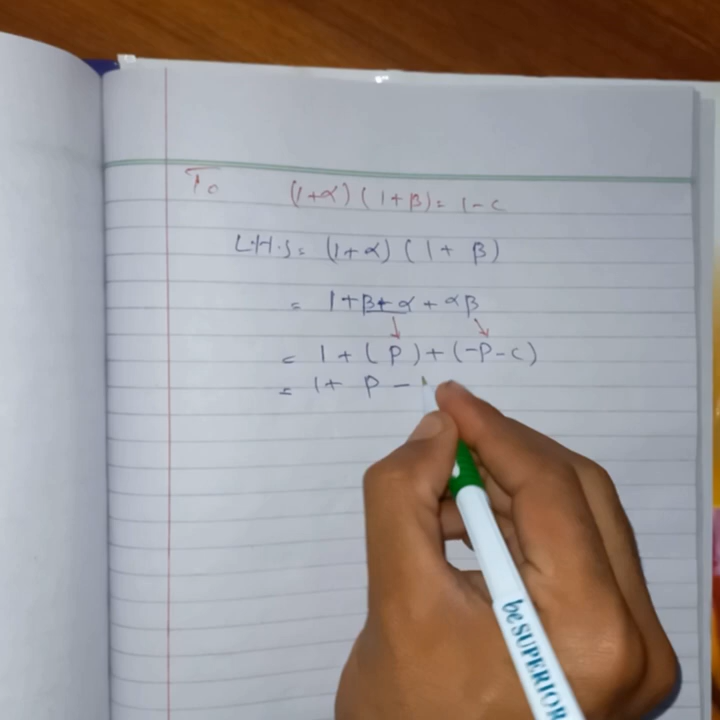 To (1+α)(1+β)= 1-c
L.H.S= (1+α)(1+ β)
= 1+β+α+αβ
= 1+(P)+(-P-c)
= 1+ P -
beSUPERIOR